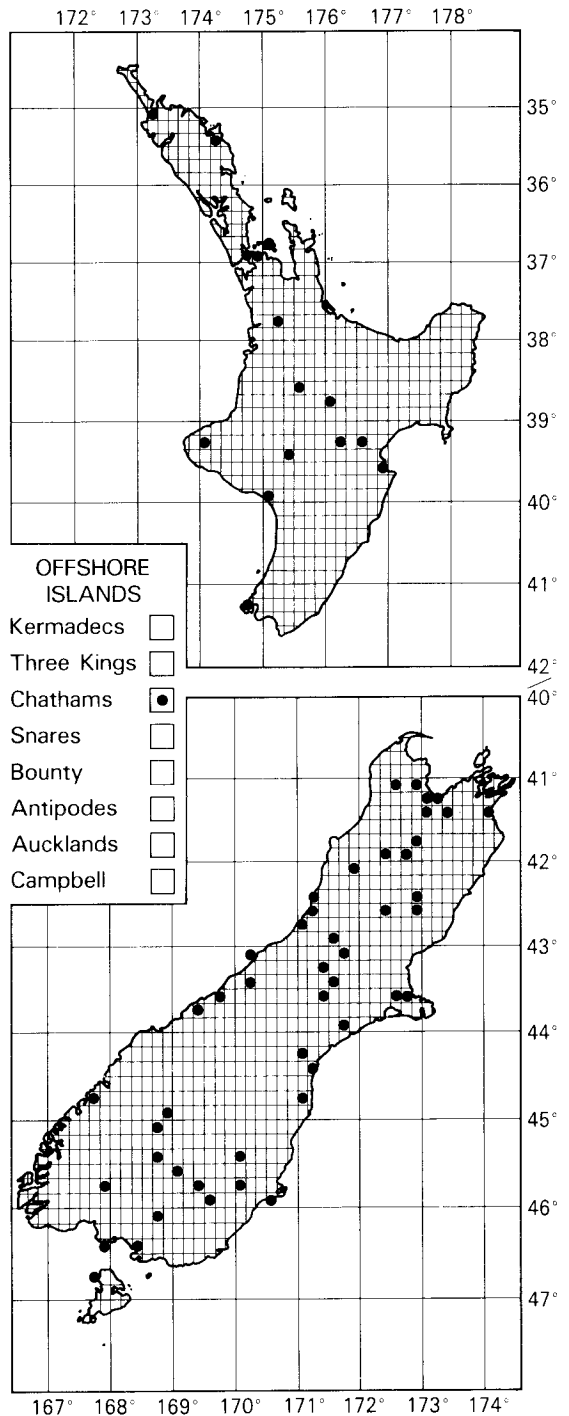 172° 173° 174° 175° 176° 177° 178°
35°
36°
37°
38°
39°
40°
41°
42°
OFFSHORE
ISLANDS
Kermadecs
Three Kings
Chathams
Snares
Bounty
Antipodes
Aucklands
Campbell
40°
41°
42°
43°
44°
45°
46°
47°
167° 168° 169° 170° 171° 172° 173° 174°